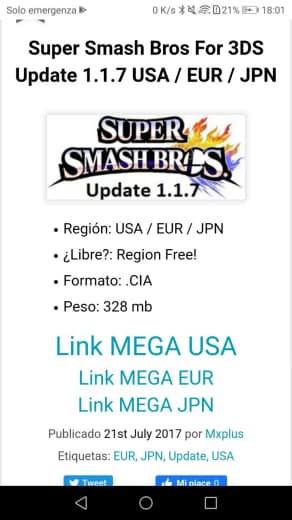 Solo emergenza
0 K/s 21% 18:01
Super Smash Bros For 3DS
Update 1.1.7 USA / EUR / JPN
SUPER
SMASH BROS.
Update 1.1.7
• Región: USA / EUR / JPN
• ¿Libre?: Region Free!
• Formato: .CIA
• Peso: 328 mb
Link MEGA USA
Link MEGA EUR
Link MEGA JPN
Publicado 21st July 2017 por Mxplus
Etiquetas: EUR, JPN, Update, USA
Tweet
Mi piace 0